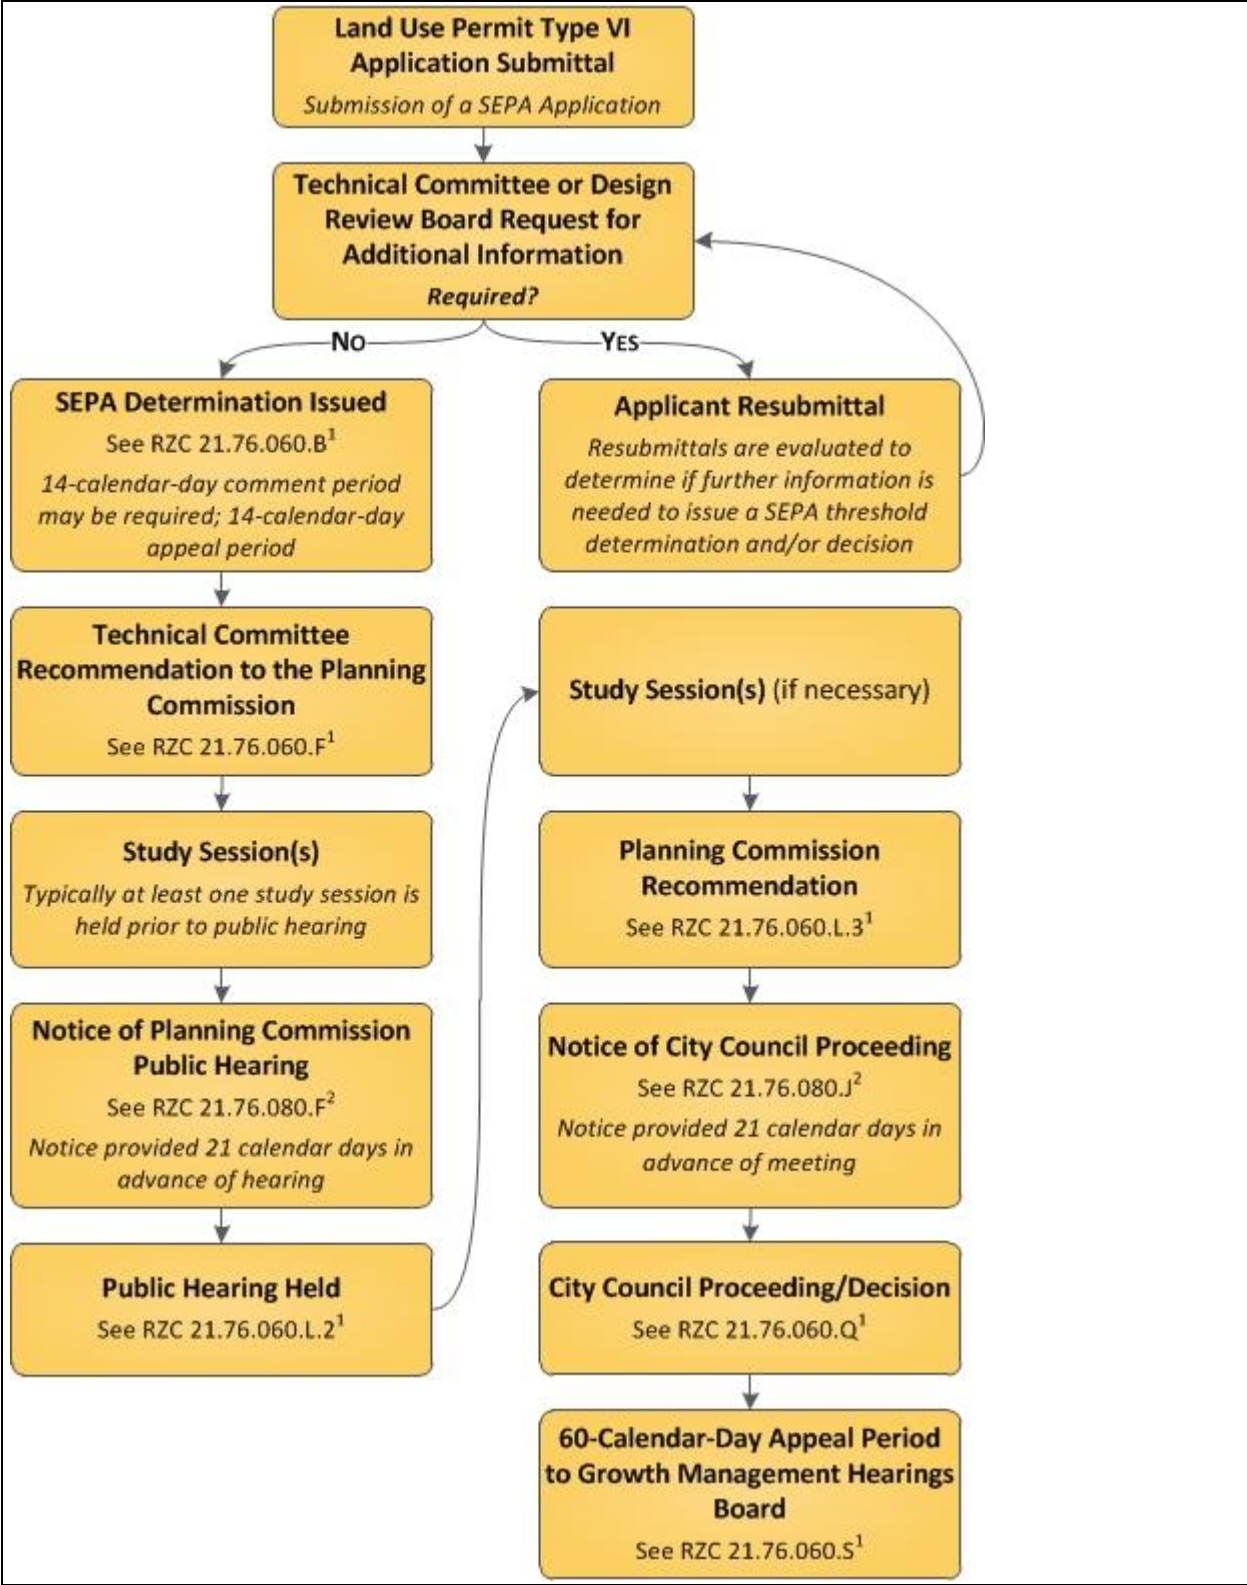 Land Use Permit Type VI
Application Submittal
Submission of a SEPA Application
Technical Committee or Design
Review Board Request for
Additional Information
Required?
NO
YES
SEPA Determination Issued
See RZC 21.76.060.B¹
14-calendar-day comment period
may be required; 14-calendar-day
appeal period
Applicant Resubmittal
Resubmittals are evaluated to
determine if further information is
needed to issue a SEPA threshold
determination and/or decision
Technical Committee
Recommendation to the Planning
Commission
See RZC 21.76.060.F¹
Study Session(s)
Typically at least one study session is
held prior to public hearing
Notice of Planning Commission
Public Hearing
See RZC 21.76.080.F²
Notice provided 21 calendar days in
advance of hearing
Public Hearing Held
See RZC 21.76.060.L.2¹
Study Session(s) (if necessary)
Planning Commission
Recommendation
See RZC 21.76.060.L.3¹
Notice of City Council Proceeding
See RZC 21.76.080.J²
Notice provided 21 calendar days in
advance of meeting
City Council Proceeding/Decision
See RZC 21.76.060.Q¹
60-Calendar-Day Appeal Period
to Growth Management Hearings
Board
See RZC 21.76.060.S¹